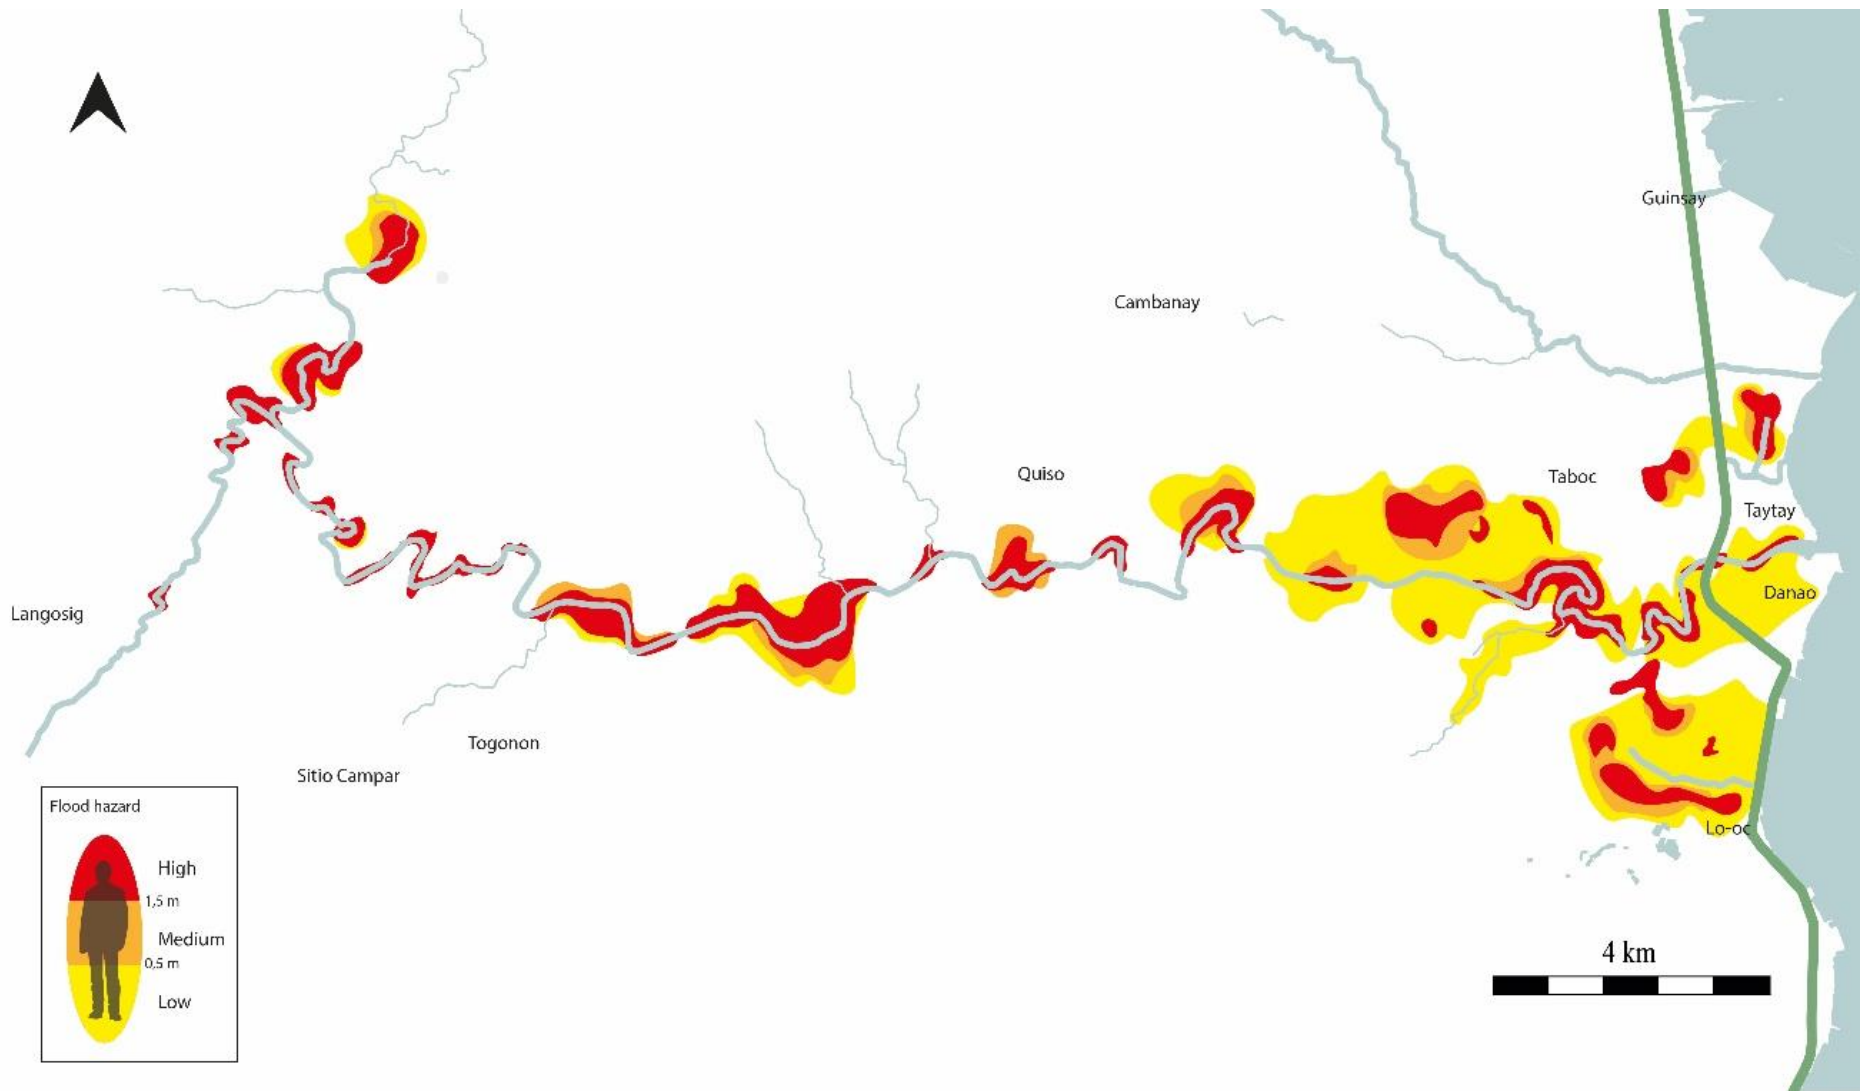 Guinsay
Cambanay
Quiso
Taboc
Taytay
Danao
Langosig
Togonon
Sitio Campar
Lo-oc
Flood hazard
High
1,5 m
Medium
0,5 m
Low
4 km